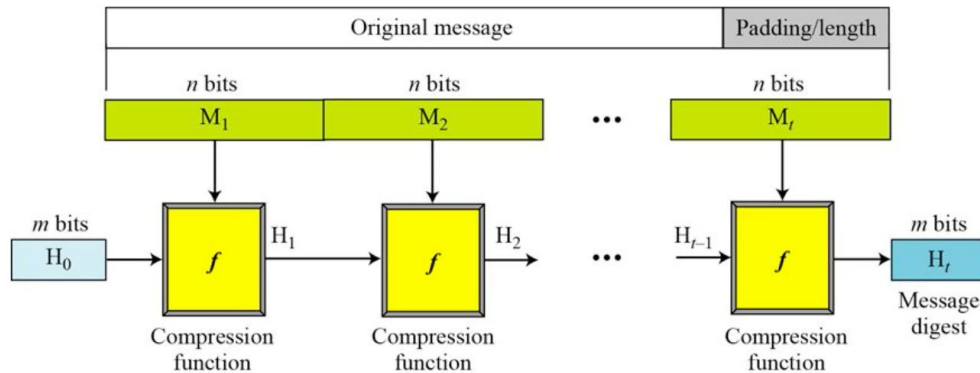 Original message Padding/length
n bits n bits n bits
M₁ M₂ ••• Mₜ
m bits H₁ H₂ Hₜ₋₁ m bits
H₀ f f ••• f Hₜ
Compression Compression Compression Message
function function function digest